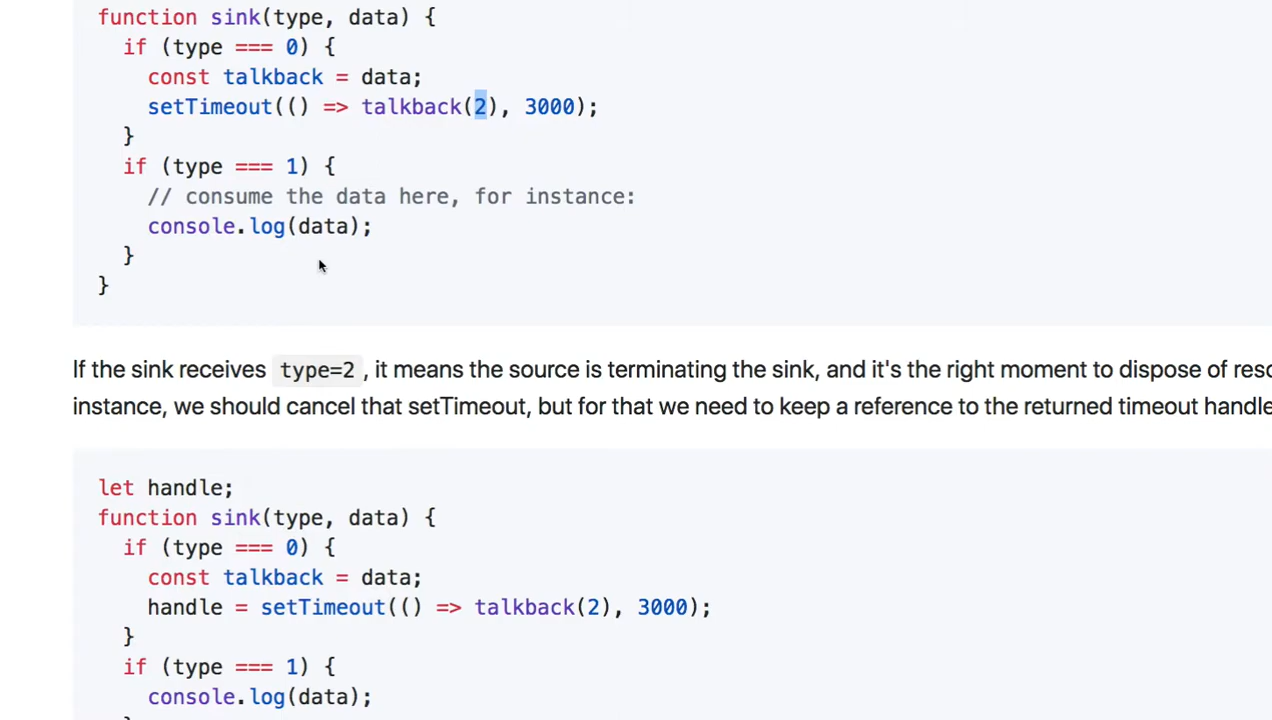 function sink(type, data) {
  if (type === 0) {
    const talkback = data;
    setTimeout(() => talkback(2), 3000);
  }
  if (type === 1) {
    // consume the data here, for instance:
    console.log(data);
  }
}
If the sink receives type=2, it means the source is terminating the sink, and it's the right moment to dispose of
instance, we should cancel that setTimeout, but for that we need to keep a reference to the returned timeout handle
let handle;
function sink(type, data) {
  if (type === 0) {
    const talkback = data;
    handle = setTimeout(() => talkback(2), 3000);
  }
  if (type === 1) {
    console.log(data);